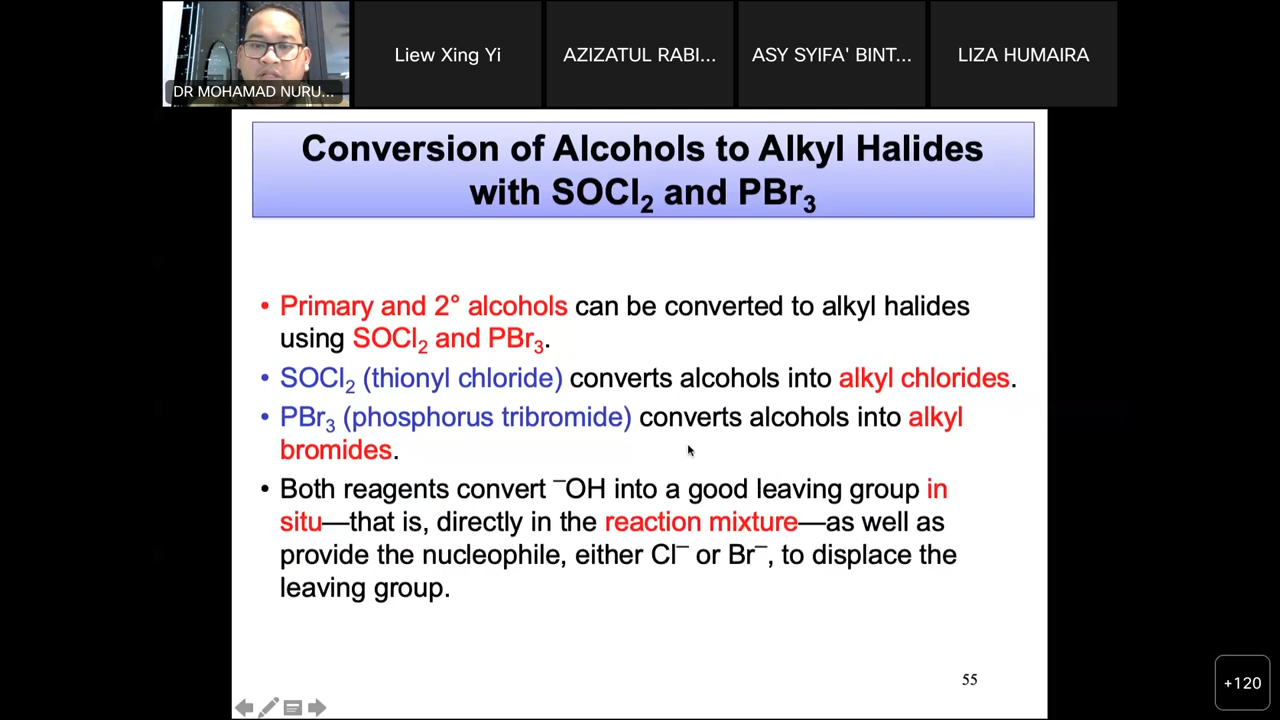 DR MOHAMAD NURU...
Liew Xing Yi
AZIZATUL RABI...
ASY SYIFA' BINT...
LIZA HUMAIRA
Conversion of Alcohols to Alkyl Halides
with SOCl₂ and PBr₃
• Primary and 2° alcohols can be converted to alkyl halides
using SOCl₂ and PBr₃.
• SOCl₂ (thionyl chloride) converts alcohols into alkyl chlorides.
• PBr₃ (phosphorus tribromide) converts alcohols into alkyl
bromides.
• Both reagents convert ⁻OH into a good leaving group in
situ—that is, directly in the reaction mixture—as well as
provide the nucleophile, either Cl⁻ or Br⁻, to displace the
leaving group.
55
+120